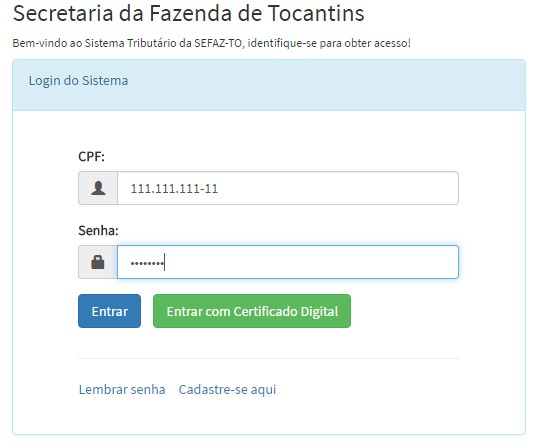 Secretaria da Fazenda de Tocantins
Bem-vindo ao Sistema Tributário da SEFAZ-TO, identifique-se para obter acesso!
Login do Sistema
CPF:
111.111.111-11
Senha:
••••••••
Entrar Entrar com Certificado Digital
Lembrar senha Cadastre-se aqui